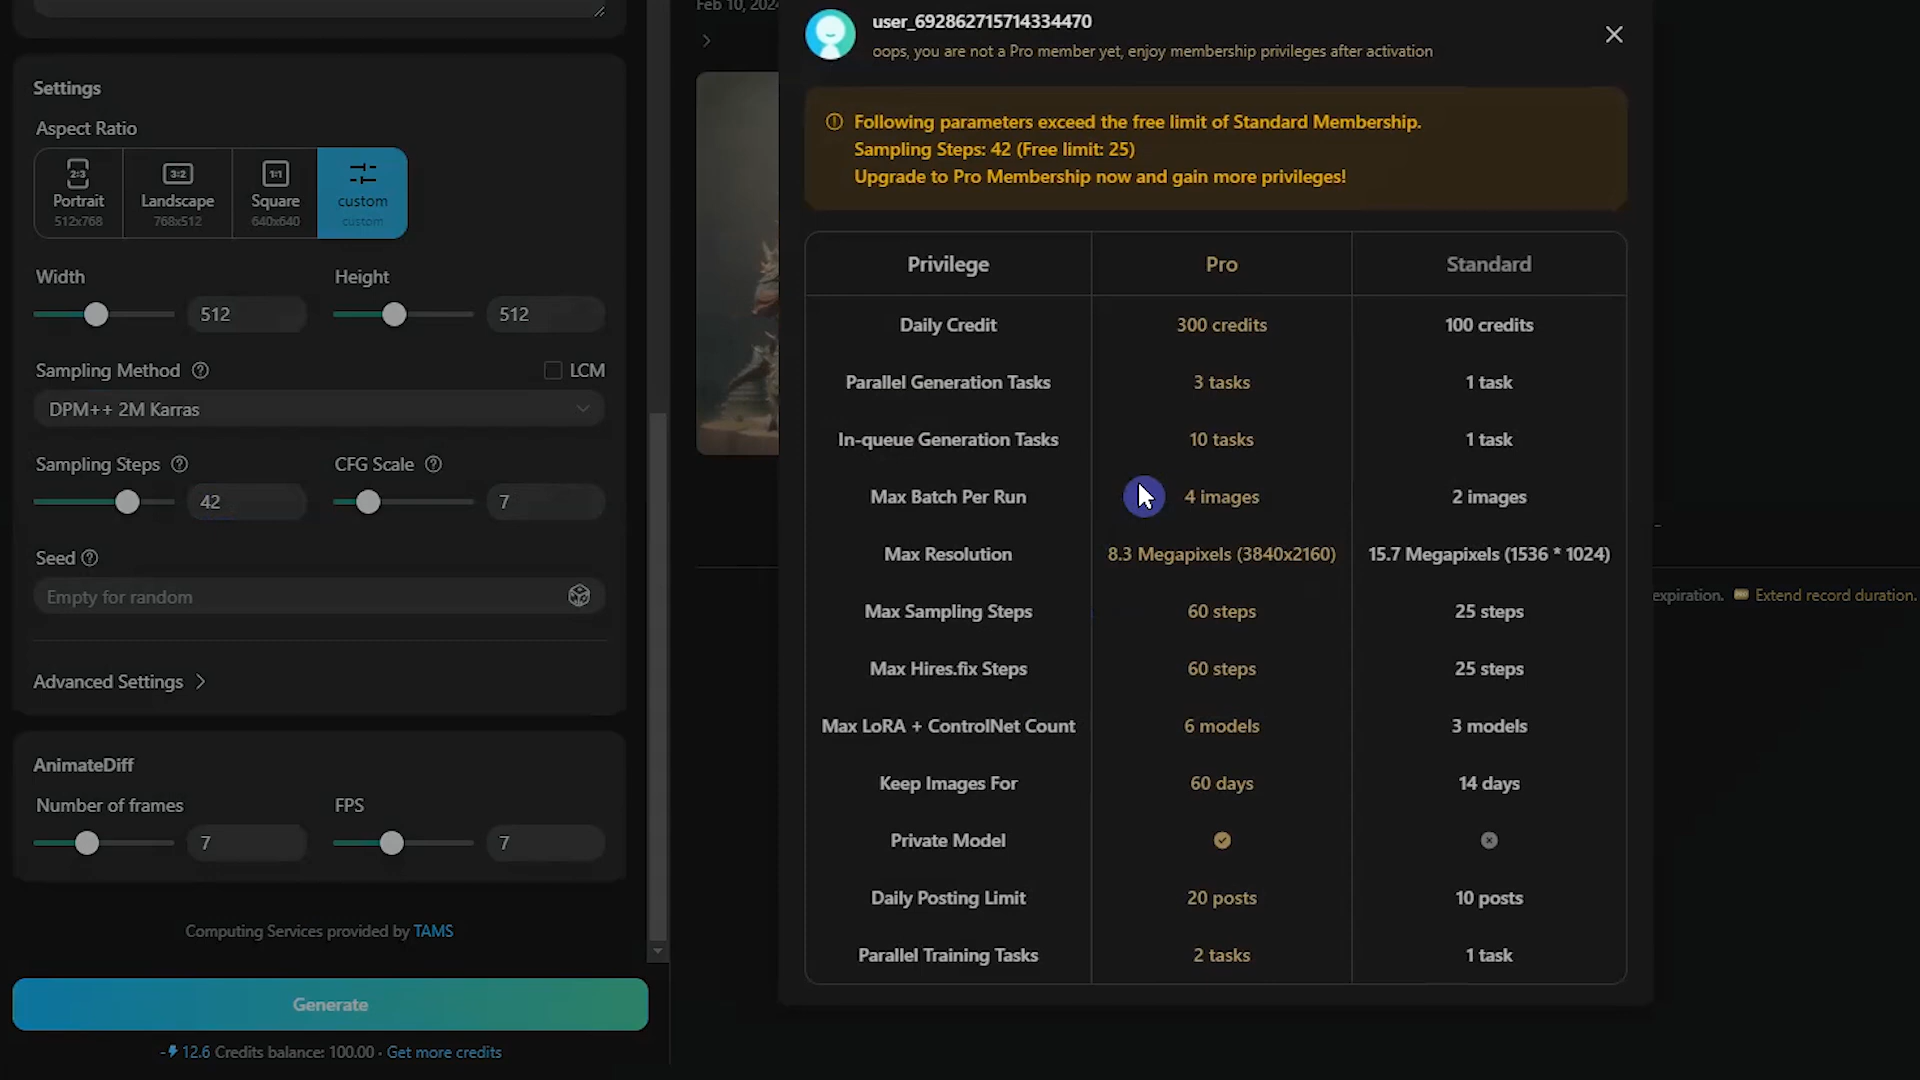 Settings
Aspect Ratio
2:3
3:2
1:1
Portrait
Landscape
Square
custom
512x768
768x512
640x640
custom
Width
Height
512
512
Sampling Method
LCM
DPM++ 2M Karras
Sampling Steps
CFG Scale
42
7
Seed
Empty for random
Advanced Settings
AnimateDiff
Number of frames
FPS
7
7
Computing Services provided by TAMS
Generate
- 12.6 Credits balance: 100.00 · Get more credits
Feb 10, 2024
user_692862715714334470
oops, you are not a Pro member yet, enjoy membership privileges after activation
Following parameters exceed the free limit of Standard Membership.
Sampling Steps: 42 (Free limit: 25)
Upgrade to Pro Membership now and gain more privileges!
Privilege Pro Standard
Daily Credit 300 credits 100 credits
Parallel Generation Tasks 3 tasks 1 task
In-queue Generation Tasks 10 tasks 1 task
Max Batch Per Run 4 images 2 images
Max Resolution 8.3 Megapixels (3840x2160) 15.7 Megapixels (1536 * 1024)
Max Sampling Steps 60 steps 25 steps
Max Hires.fix Steps 60 steps 25 steps
Max LoRA + ControlNet Count 6 models 3 models
Keep Images For 60 days 14 days
Private Model
Daily Posting Limit 20 posts 10 posts
Parallel Training Tasks 2 tasks 1 task
expiration. Extend record duration.